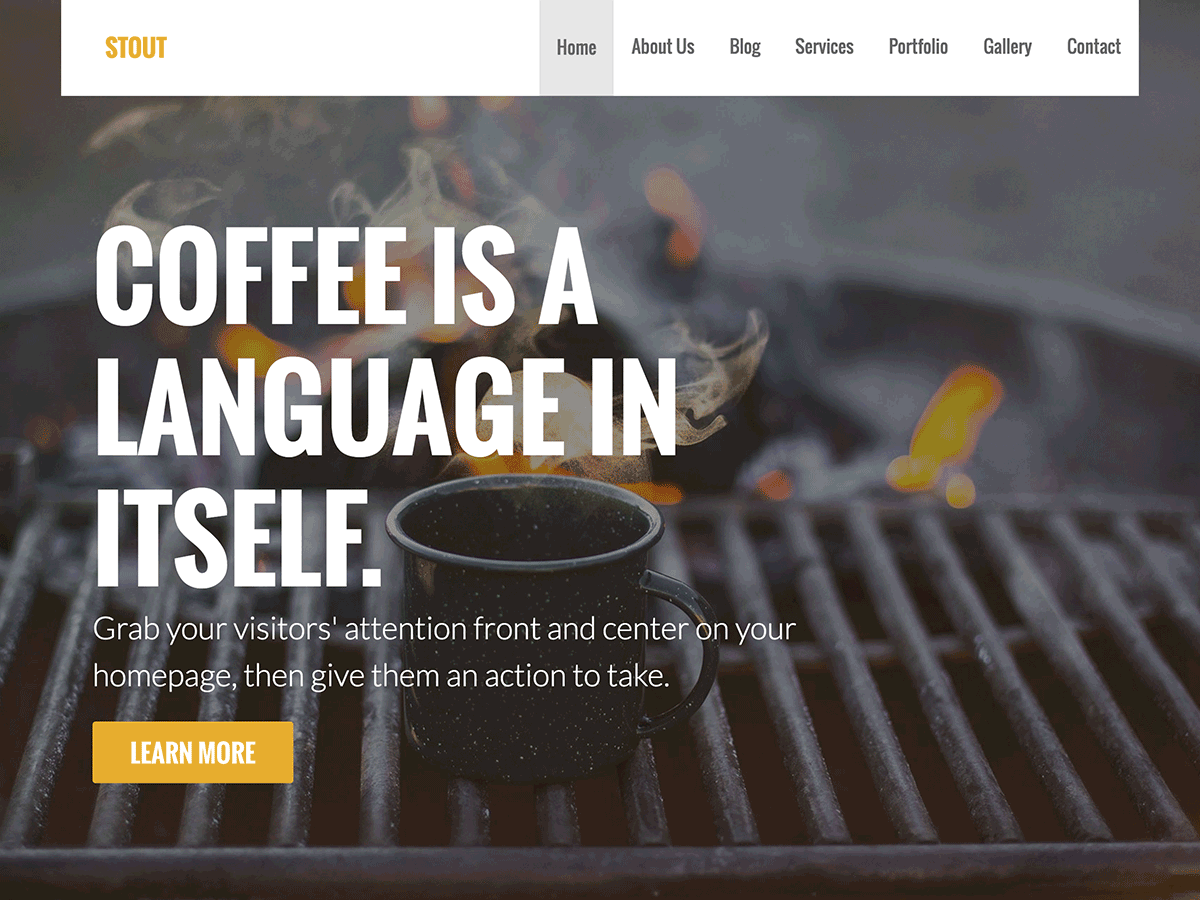 STOUT
Home About Us Blog Services Portfolio Gallery Contact
COFFEE IS A
LANGUAGE IN
ITSELF.
Grab your visitors' attention front and center on your
homepage, then give them an action to take.
LEARN MORE